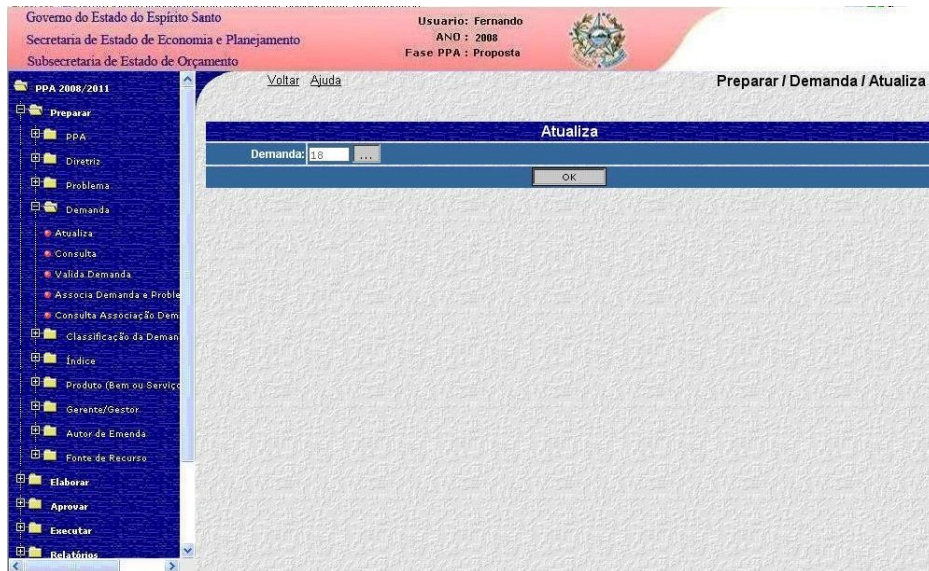 Governo do Estado do Espírito Santo
Secretaria de Estado de Economia e Planejamento
Subsecretaria de Estado de Orçamento
Usuario: Fernando
ANO : 2008
Fase PPA : Proposta
PPA 2008/2011
Preparar
PPA
Diretriz
Problema
Demanda
Atualiza
Consulta
Valida Demanda
Associa Demanda e Proble
Consulta Associação Dem
Classificação da Deman
Índice
Produto (Bem ou Serviço
Gerente/Gestor
Autor de Emenda
Fonte de Recurso
Elaborar
Aprovar
Executar
Relatórios
Voltar Ajuda
Preparar / Demanda / Atualiza
Atualiza
Demanda: 18 ...
OK